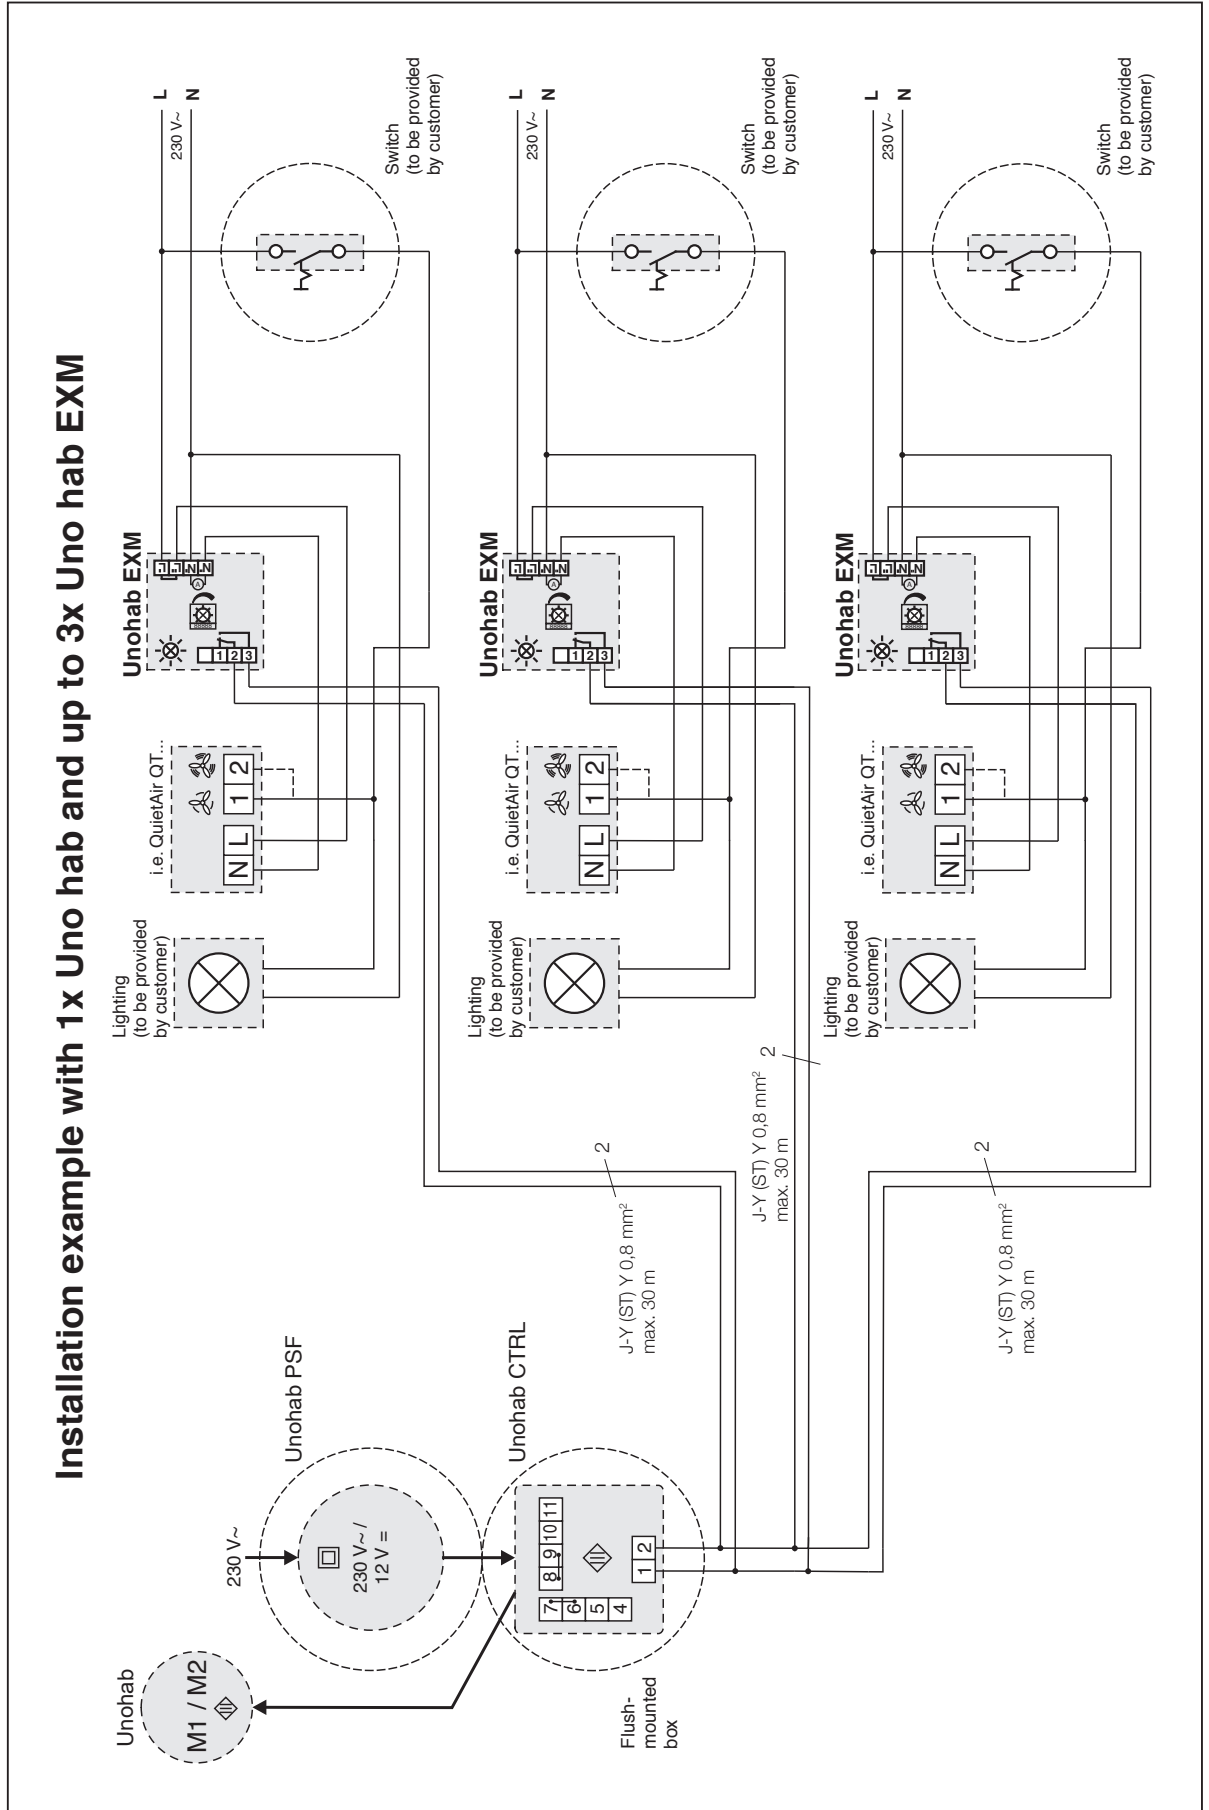 Installation example with 1x Uno hab and up to 3x Uno hab EXM
Unohab
M1 / M2
230 V~
Unohab PSF
230 V~ /
12 V =
Unohab CTRL
7
6
5
4
8
9
10
11
1
2
Flush-
mounted
box
J-Y (ST) Y 0,8 mm²
max. 30 m
2
J-Y (ST) Y 0,8 mm²
max. 30 m
2
J-Y (ST) Y 0,8 mm²
max. 30 m
2
Lighting
(to be provided
by customer)
i.e. QuietAir QT...
N
L
1
2
Unohab EXM
1
2
3
L'
L'
N'
N'
A
L
230 V~
N
Switch
(to be provided
by customer)
Lighting
(to be provided
by customer)
i.e. QuietAir QT...
N
L
1
2
Unohab EXM
1
2
3
L'
L'
N'
N'
A
L
230 V~
N
Switch
(to be provided
by customer)
Lighting
(to be provided
by customer)
i.e. QuietAir QT...
N
L
1
2
Unohab EXM
1
2
3
L'
L'
N'
N'
A
L
230 V~
N
Switch
(to be provided
by customer)